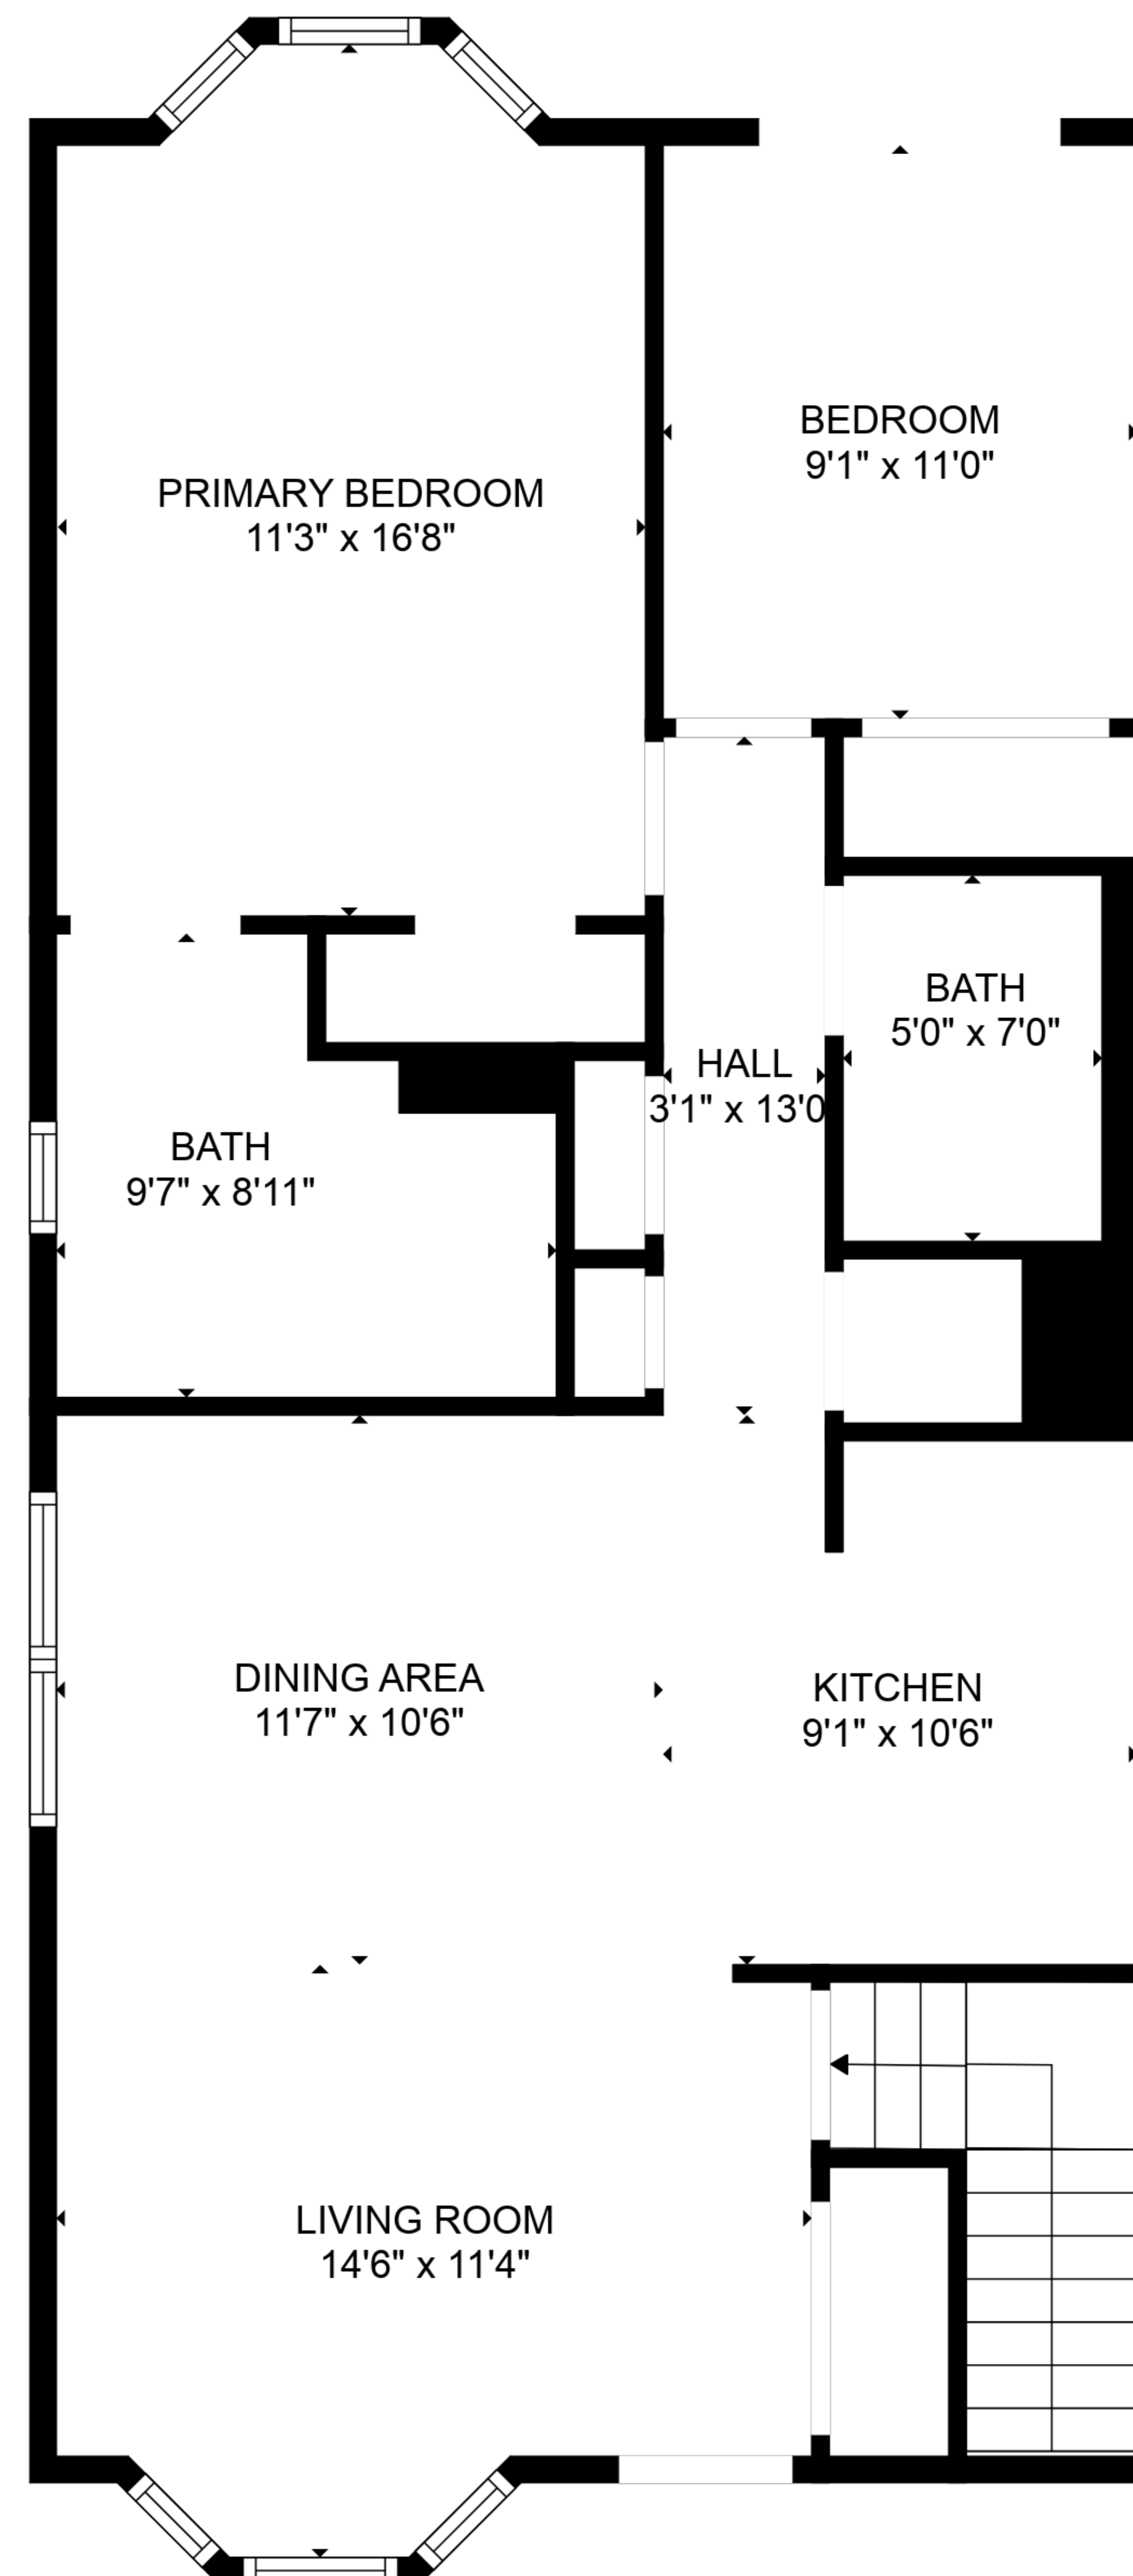 BEDROOM
9'1" x 11'0"
PRIMARY BEDROOM
11'3" x 16'8"
BATH
5'0" x 7'0"
HALL
3'1" x 13'0
BATH
9'7" x 8'11"
DINING AREA
11'7" x 10'6"
KITCHEN
9'1" x 10'6"
LIVING ROOM
14'6" x 11'4"